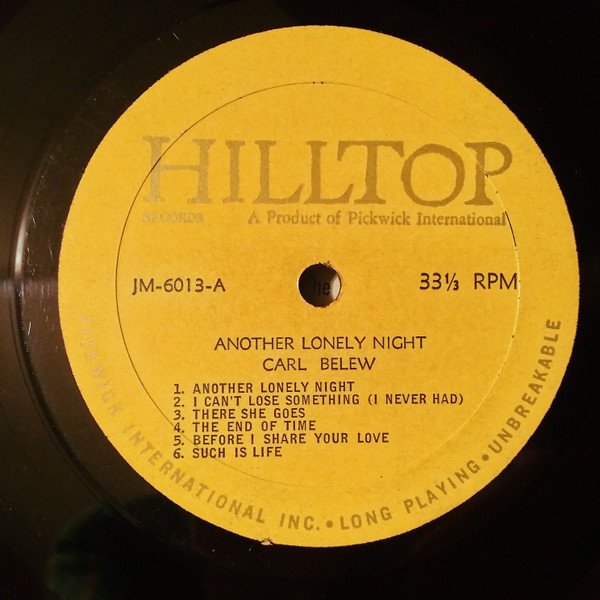 HILLTOP
RECORDS A Product of Pickwick International
JM-6013-A
he
33⅓ RPM
ANOTHER LONELY NIGHT
CARL BELEW
1. ANOTHER LONELY NIGHT
2. I CAN'T LOSE SOMETHING (I NEVER HAD)
3. THERE SHE GOES
4. THE END OF TIME
5. BEFORE I SHARE YOUR LOVE
6. SUCH IS LIFE
PICKWICK INTERNATIONAL INC. • LONG PLAYING • UNBREAKABLE